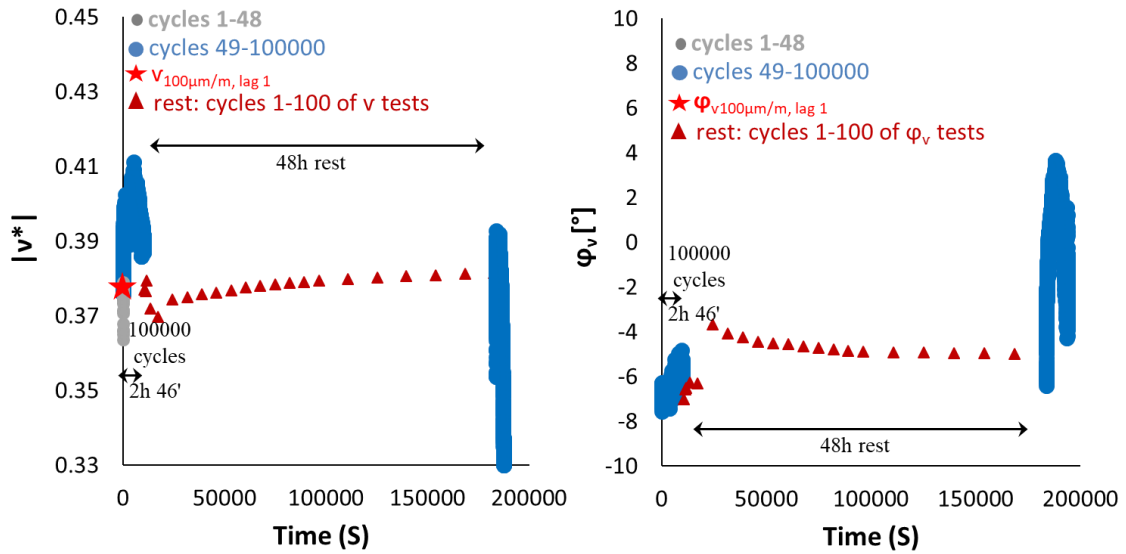 0.45
0.43
0.41
0.39
0.37
0.35
0.33
|ν*|
cycles 1-48
cycles 49-100000
ν100µm/m, lag 1
rest: cycles 1-100 of ν tests
48h rest
100000
cycles
2h 46'
0
50000
100000
150000
200000
Time (S)
10
8
6
4
2
0
-2
-4
-6
-8
-10
φν [°]
cycles 1-48
cycles 49-100000
φν100µm/m, lag 1
rest: cycles 1-100 of φν tests
100000
cycles
2h 46'
48h rest
0
50000
100000
150000
200000
Time (S)